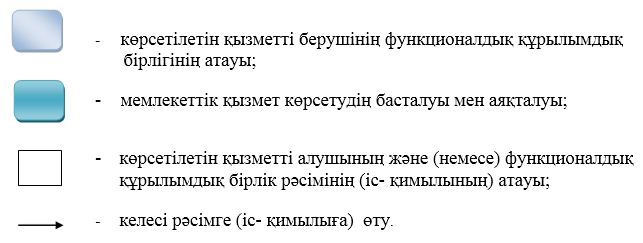 - көрсетілетін қызметті берушінің функционалдық құрылымдық
бірлігінің атауы;
- мемлекеттік қызмет көрсетудің басталуы мен аяқталуы;
- көрсетілетін қызметті алушының және (немесе) функционалдық
құрылымдық бірлік рәсімінің (іс- қимылының) атауы;
- келесі рәсімге (іс- қимылыға) өту.